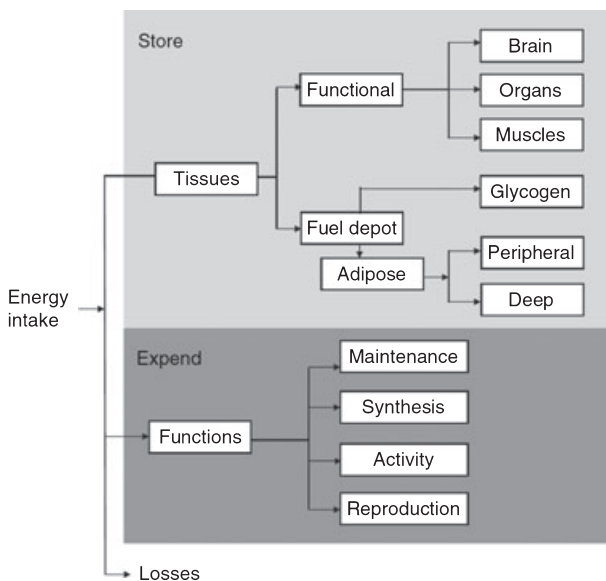 Store
Brain
Functional
Organs
Muscles
Tissues
Glycogen
Fuel depot
Peripheral
Adipose
Deep
Energy
intake
Expend
Maintenance
Synthesis
Functions
Activity
Reproduction
Losses